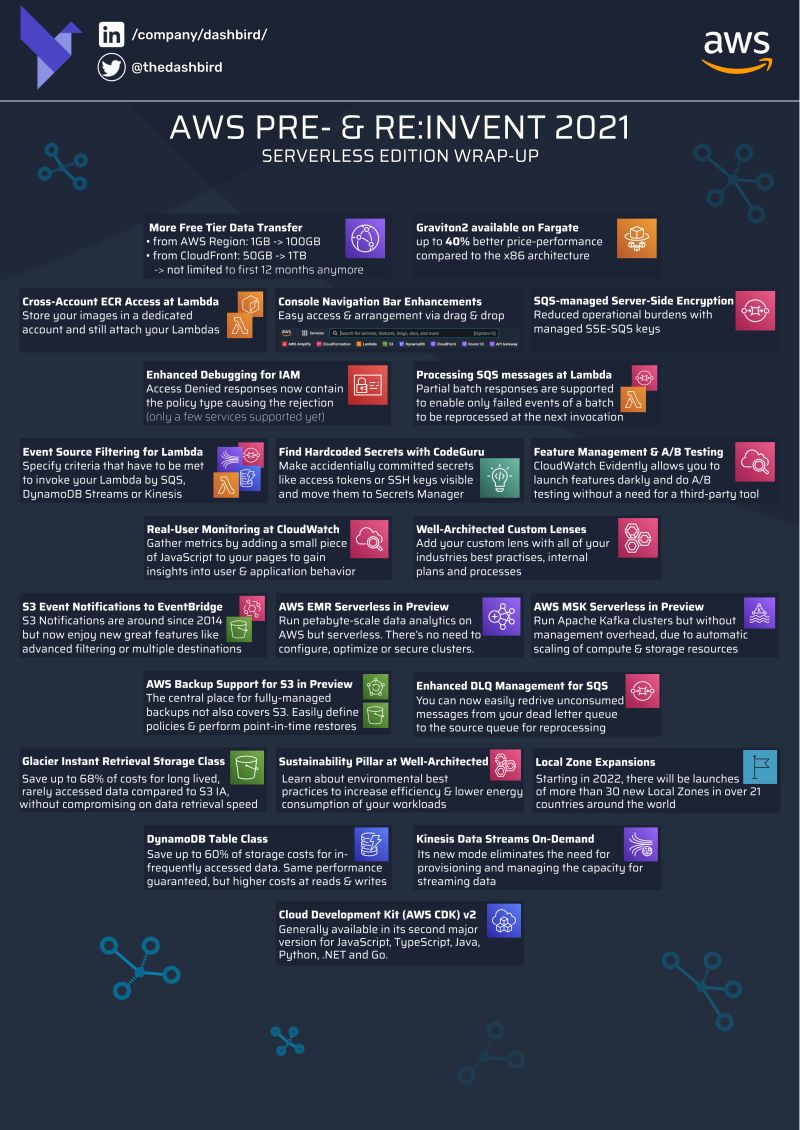 /company/dashbird/
@thedashbird
aws
AWS PRE- & RE:INVENT 2021
SERVERLESS EDITION WRAP-UP
More Free Tier Data Transfer
• from AWS Region: 1GB -> 100GB
• from CloudFront: 50GB -> 1TB
-> not limited to first 12 months anymore
Graviton2 available on Fargate
up to 40% better price-performance
compared to the x86 architecture
Cross-Account ECR Access at Lambda
Store your images in a dedicated
account and still attach your Lambdas
Console Navigation Bar Enhancements
Easy access & arrangement via drag & drop
aws Services Search for services, features, blogs, docs, and more [Option+S]
AWS Amplify CloudFormation Lambda S3 DynamoDB CloudFront Route 53 API Gateway
SQS-managed Server-Side Encryption
Reduced operational burdens with
managed SSE-SQS keys
Enhanced Debugging for IAM
Access Denied responses now contain
the policy type causing the rejection
(only a few services supported yet)
Processing SQS messages at Lambda
Partial batch responses are supported
to enable only failed events of a batch
to be reprocessed at the next invocation
Event Source Filtering for Lambda
Specify criteria that have to be met
to invoke your Lambda by SQS,
DynamoDB Streams or Kinesis
Find Hardcoded Secrets with CodeGuru
Make accidentially committed secrets
like access tokens or SSH keys visible
and move them to Secrets Manager
Feature Management & A/B Testing
CloudWatch Evidently allows you to
launch features darkly and do A/B
testing without a need for a third-party tool
Real-User Monitoring at CloudWatch
Gather metrics by adding a small piece
of JavaScript to your pages to gain
insights into user & application behavior
Well-Architected Custom Lenses
Add your custom lens with all of your
industries best practises, internal
plans and processes
S3 Event Notifications to EventBridge
S3 Notifications are around since 2014
but now enjoy new great features like
advanced filtering or multiple destinations
AWS EMR Serverless in Preview
Run petabyte-scale data analytics on
AWS but serverless. There's no need to
configure, optimize or secure clusters.
AWS MSK Serverless in Preview
Run Apache Kafka clusters but without
management overhead, due to automatic
scaling of compute & storage resources
AWS Backup Support for S3 in Preview
The central place for fully-managed
backups not also covers S3. Easily define
policies & perform point-in-time restores
Enhanced DLQ Management for SQS
You can now easily redrive unconsumed
messages from your dead letter queue
to the source queue for reprocessing
Glacier Instant Retrieval Storage Class
Save up to 68% of costs for long lived,
rarely accessed data compared to S3 IA,
without compromising on data retrieval speed
Sustainability Pillar at Well-Architected
Learn about environmental best
practices to increase efficiency & lower energy
consumption of your workloads
Local Zone Expansions
Starting in 2022, there will be launches
of more than 30 new Local Zones in over 21
countries around the world
DynamoDB Table Class
Save up to 60% of storage costs for in-
frequently accessed data. Same performance
guaranteed, but higher costs at reads & writes
Kinesis Data Streams On-Demand
Its new mode eliminates the need for
provisioning and managing the capacity for
streaming data
Cloud Development Kit (AWS CDK) v2
Generally available in its second major
version for JavaScript, TypeScript, Java,
Python, .NET and Go.